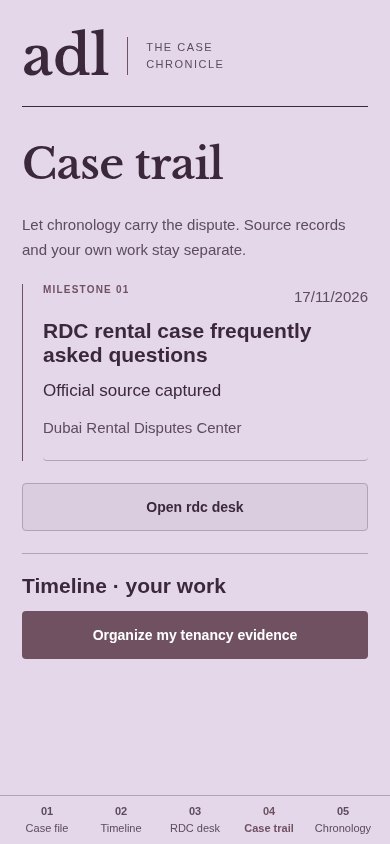 adl
THE CASE
CHRONICLE
Case trail
Let chronology carry the dispute. Source records
and your own work stay separate.
MILESTONE 01
17/11/2026
RDC rental case frequently
asked questions
Official source captured
Dubai Rental Disputes Center
Open rdc desk
Timeline · your work
Organize my tenancy evidence
01 02 03 04 05
Case file Timeline RDC desk Case trail Chronology